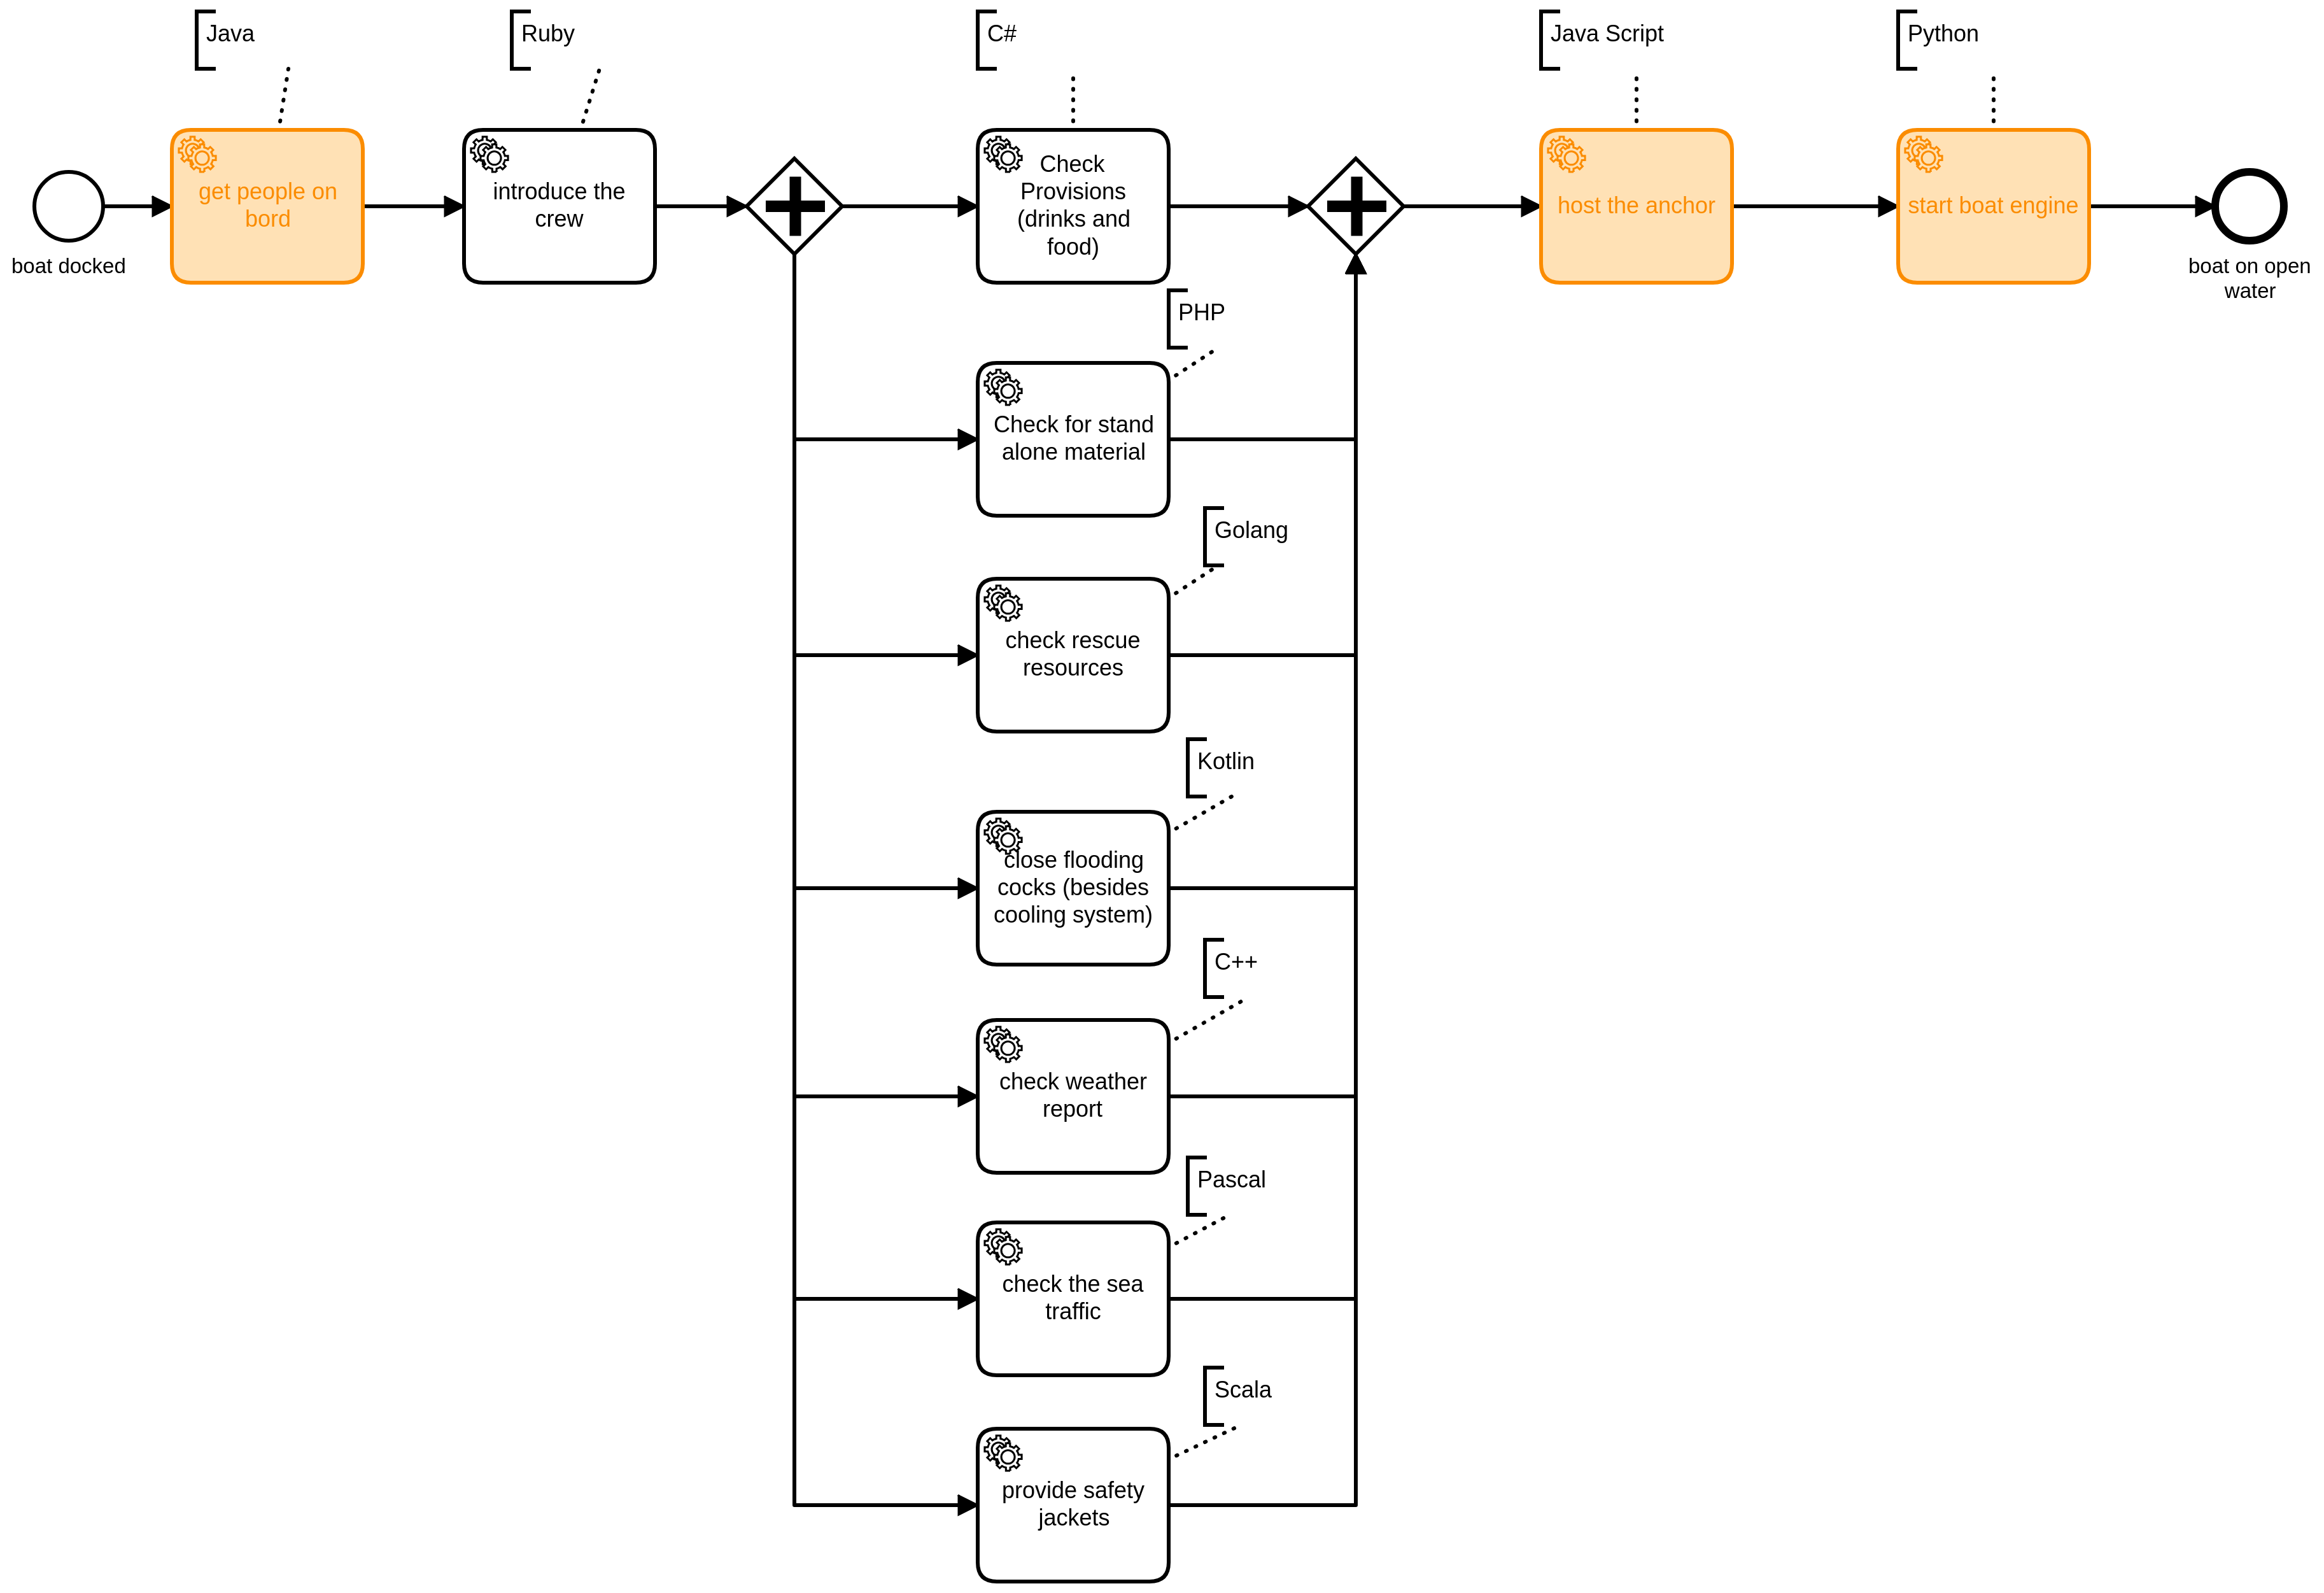 Java
Ruby
C#
Java Script
Python
boat docked
get people on
bord
introduce the
crew
Check
Provisions
(drinks and
food)
host the anchor
start boat engine
boat on open
water
PHP
Check for stand
alone material
Golang
check rescue
resources
Kotlin
close flooding
cocks (besides
cooling system)
C++
check weather
report
Pascal
check the sea
traffic
Scala
provide safety
jackets